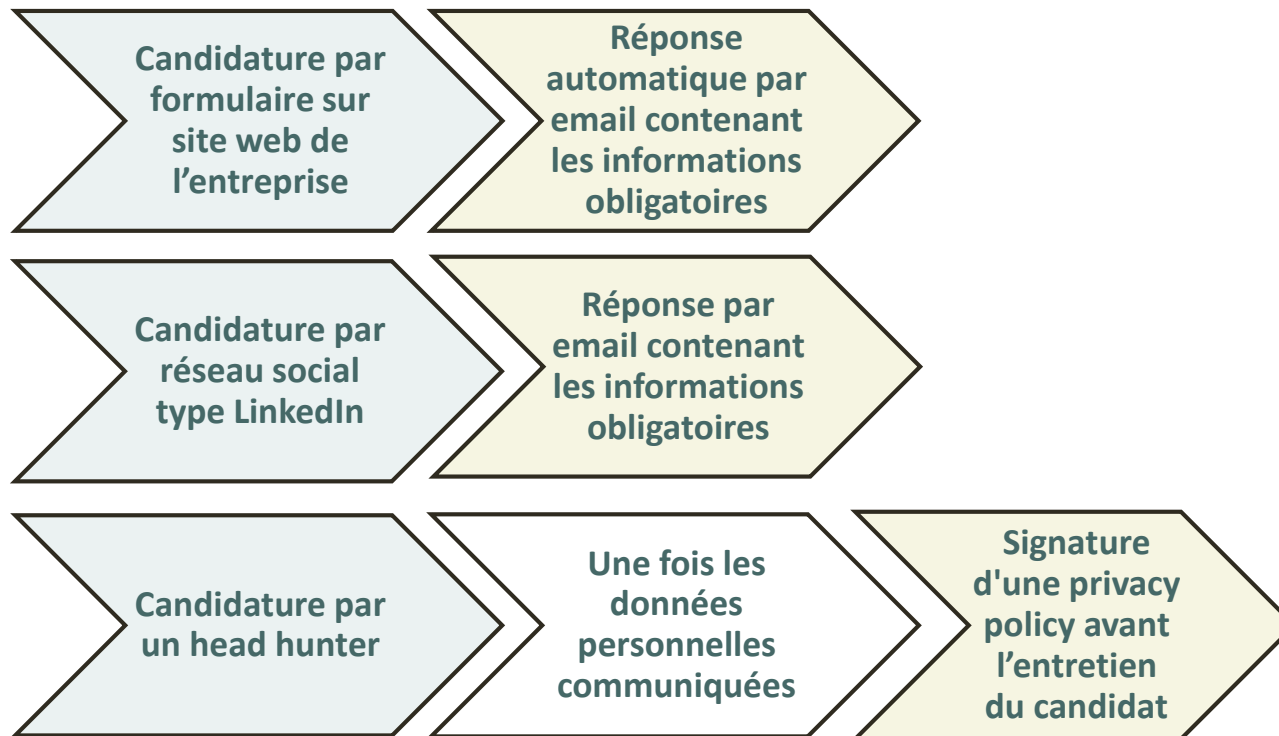 Candidature par
formulaire sur
site web de
l’entreprise
Réponse
automatique par
email contenant
les informations
obligatoires
Candidature par
réseau social
type LinkedIn
Réponse par
email contenant
les informations
obligatoires
Candidature par
un head hunter
Une fois les
données
personnelles
communiquées
Signature
d'une privacy
policy avant
l’entretien
du candidat